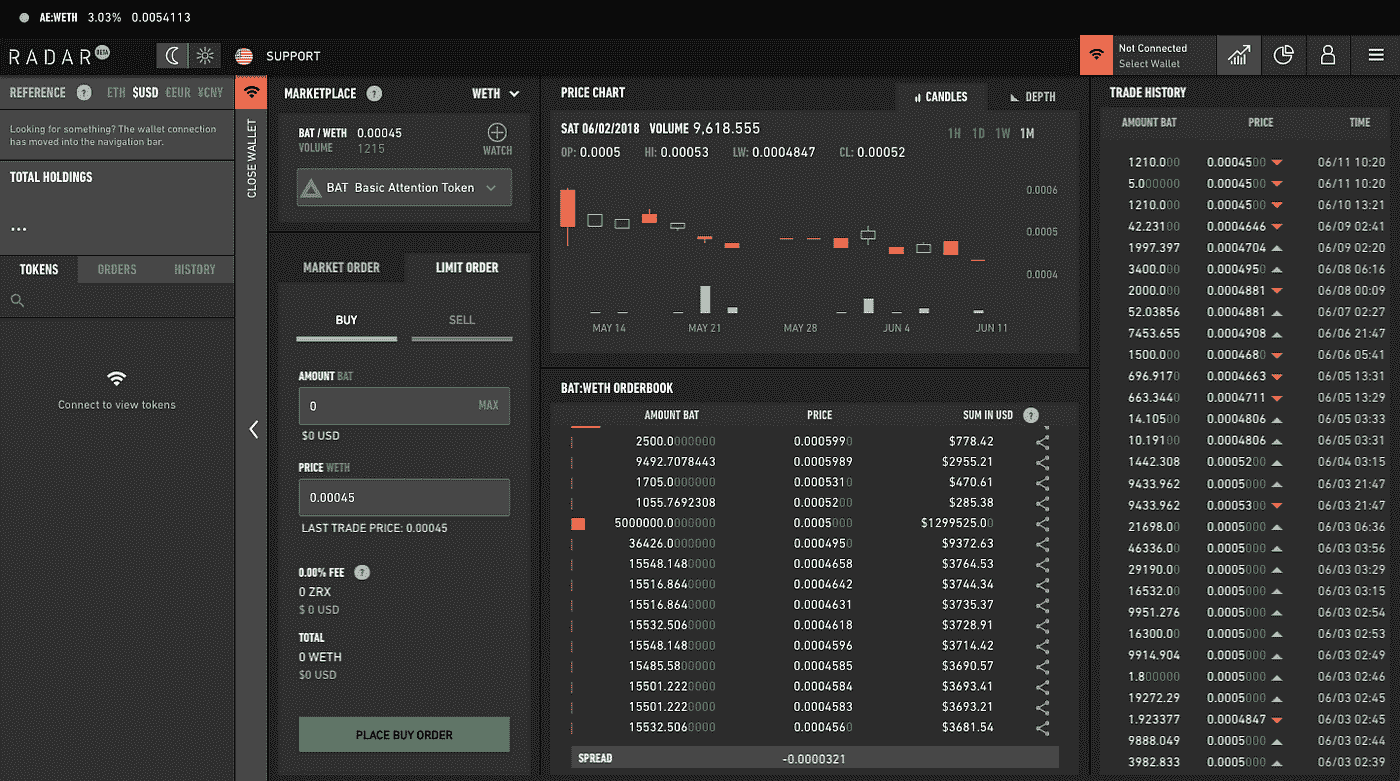 AE:WETH 3.03% 0.0054113
RADAR BETA
SUPPORT
Not Connected
Select Wallet
REFERENCE ? ETH $USD €EUR ¥CNY
Looking for something? The wallet connection
has moved into the navigation bar.
TOTAL HOLDINGS
...
TOKENS ORDERS HISTORY
Connect to view tokens
CLOSE WALLET
MARKETPLACE ? WETH
BAT / WETH 0.00045
VOLUME 1215
WATCH
BAT Basic Attention Token
MARKET ORDER LIMIT ORDER
BUY SELL
AMOUNT BAT
0 MAX
$0 USD
PRICE WETH
0.00045
LAST TRADE PRICE: 0.00045
0.00% FEE ?
0 ZRX
$ 0 USD
TOTAL
0 WETH
$0 USD
PLACE BUY ORDER
PRICE CHART CANDLES DEPTH
SAT 06/02/2018 VOLUME 9,618.555 1H 1D 1W 1M
OP: 0.0005 HI: 0.00053 LW: 0.0004847 CL: 0.00052
0.0006
0.0005
0.0004
MAY 14 MAY 21 MAY 28 JUN 4 JUN 11
BAT:WETH ORDERBOOK
AMOUNT BAT PRICE SUM IN USD ?
2500.0000000 0.0005990 $778.42
9492.7078443 0.0005989 $2955.21
1705.0000000 0.0005310 $470.61
1055.7692308 0.0005200 $285.38
5000000.0000000 0.0005000 $1299525.00
36426.0000000 0.0004950 $9372.63
15548.1480000 0.0004658 $3764.53
15516.8640000 0.0004642 $3744.34
15516.8640000 0.0004631 $3735.37
15532.5060000 0.0004618 $3728.91
15548.1480000 0.0004596 $3714.42
15485.5800000 0.0004585 $3690.57
15501.2220000 0.0004584 $3693.41
15501.2220000 0.0004583 $3693.21
15532.5060000 0.0004560 $3681.54
SPREAD -0.0000321
TRADE HISTORY
AMOUNT BAT PRICE TIME
1210.000 0.0004500 06/11 10:20
5.000000 0.0004500 06/11 10:20
1210.000 0.0004500 06/10 13:21
42.23100 0.0004646 06/09 02:41
1997.397 0.0004704 06/09 02:20
3400.000 0.0004950 06/08 06:16
2000.000 0.0004881 06/08 00:09
52.03856 0.0004881 06/07 02:27
7453.655 0.0004908 06/06 21:47
1500.000 0.0004680 06/06 05:41
696.9170 0.0004663 06/05 13:31
663.3440 0.0004711 06/05 13:29
14.10500 0.0004806 06/05 03:33
10.19100 0.0004806 06/05 03:31
1442.308 0.0005200 06/04 03:15
9433.962 0.0005000 06/03 21:47
9433.962 0.0005300 06/03 21:47
21698.00 0.0005000 06/03 06:36
46336.00 0.0005000 06/03 03:56
29190.00 0.0005000 06/03 03:29
16532.00 0.0005000 06/03 03:15
9951.276 0.0005000 06/03 02:54
16300.00 0.0005000 06/03 02:53
9914.904 0.0005000 06/03 02:49
1.800000 0.0005000 06/03 02:46
19272.29 0.0005000 06/03 02:45
1.923377 0.0004847 06/03 02:45
9888.049 0.0005000 06/03 02:44
3982.833 0.0005000 06/03 02:39